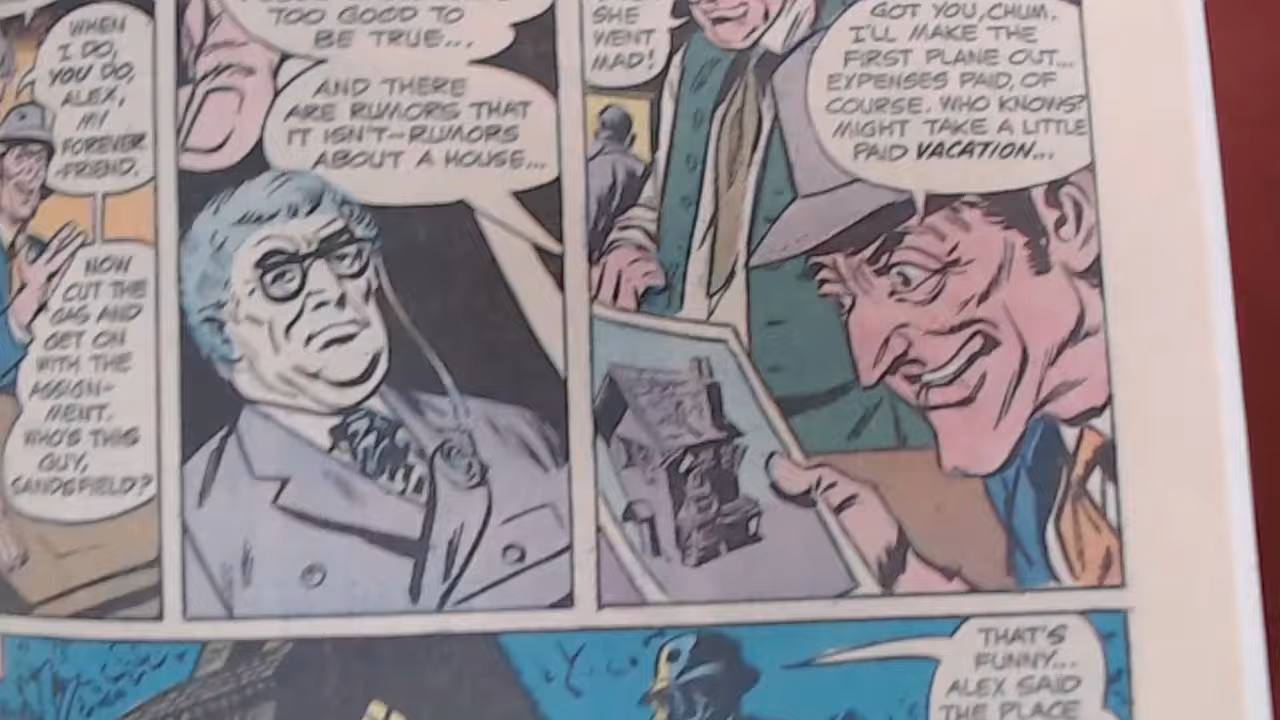 WHEN
I DO,
YOU DO,
ALEX,
MY
FOREVER
-FRIEND.
NOW
CUT THE
GAS AND
GET ON
WITH THE
ASSIGN-
MENT.
WHO'S THIS
GUY,
SANDSFIELD?
TOO GOOD TO
BE TRUE...
AND THERE
ARE RUMORS THAT
IT ISN'T--RUMORS
ABOUT A HOUSE...
SHE
WENT
MAD!
GOT YOU, CHUM.
I'LL MAKE THE
FIRST PLANE OUT...
EXPENSES PAID, OF
COURSE. WHO KNOWS?
MIGHT TAKE A LITTLE
PAID VACATION...
THAT'S
FUNNY...
ALEX SAID
THE PLACE